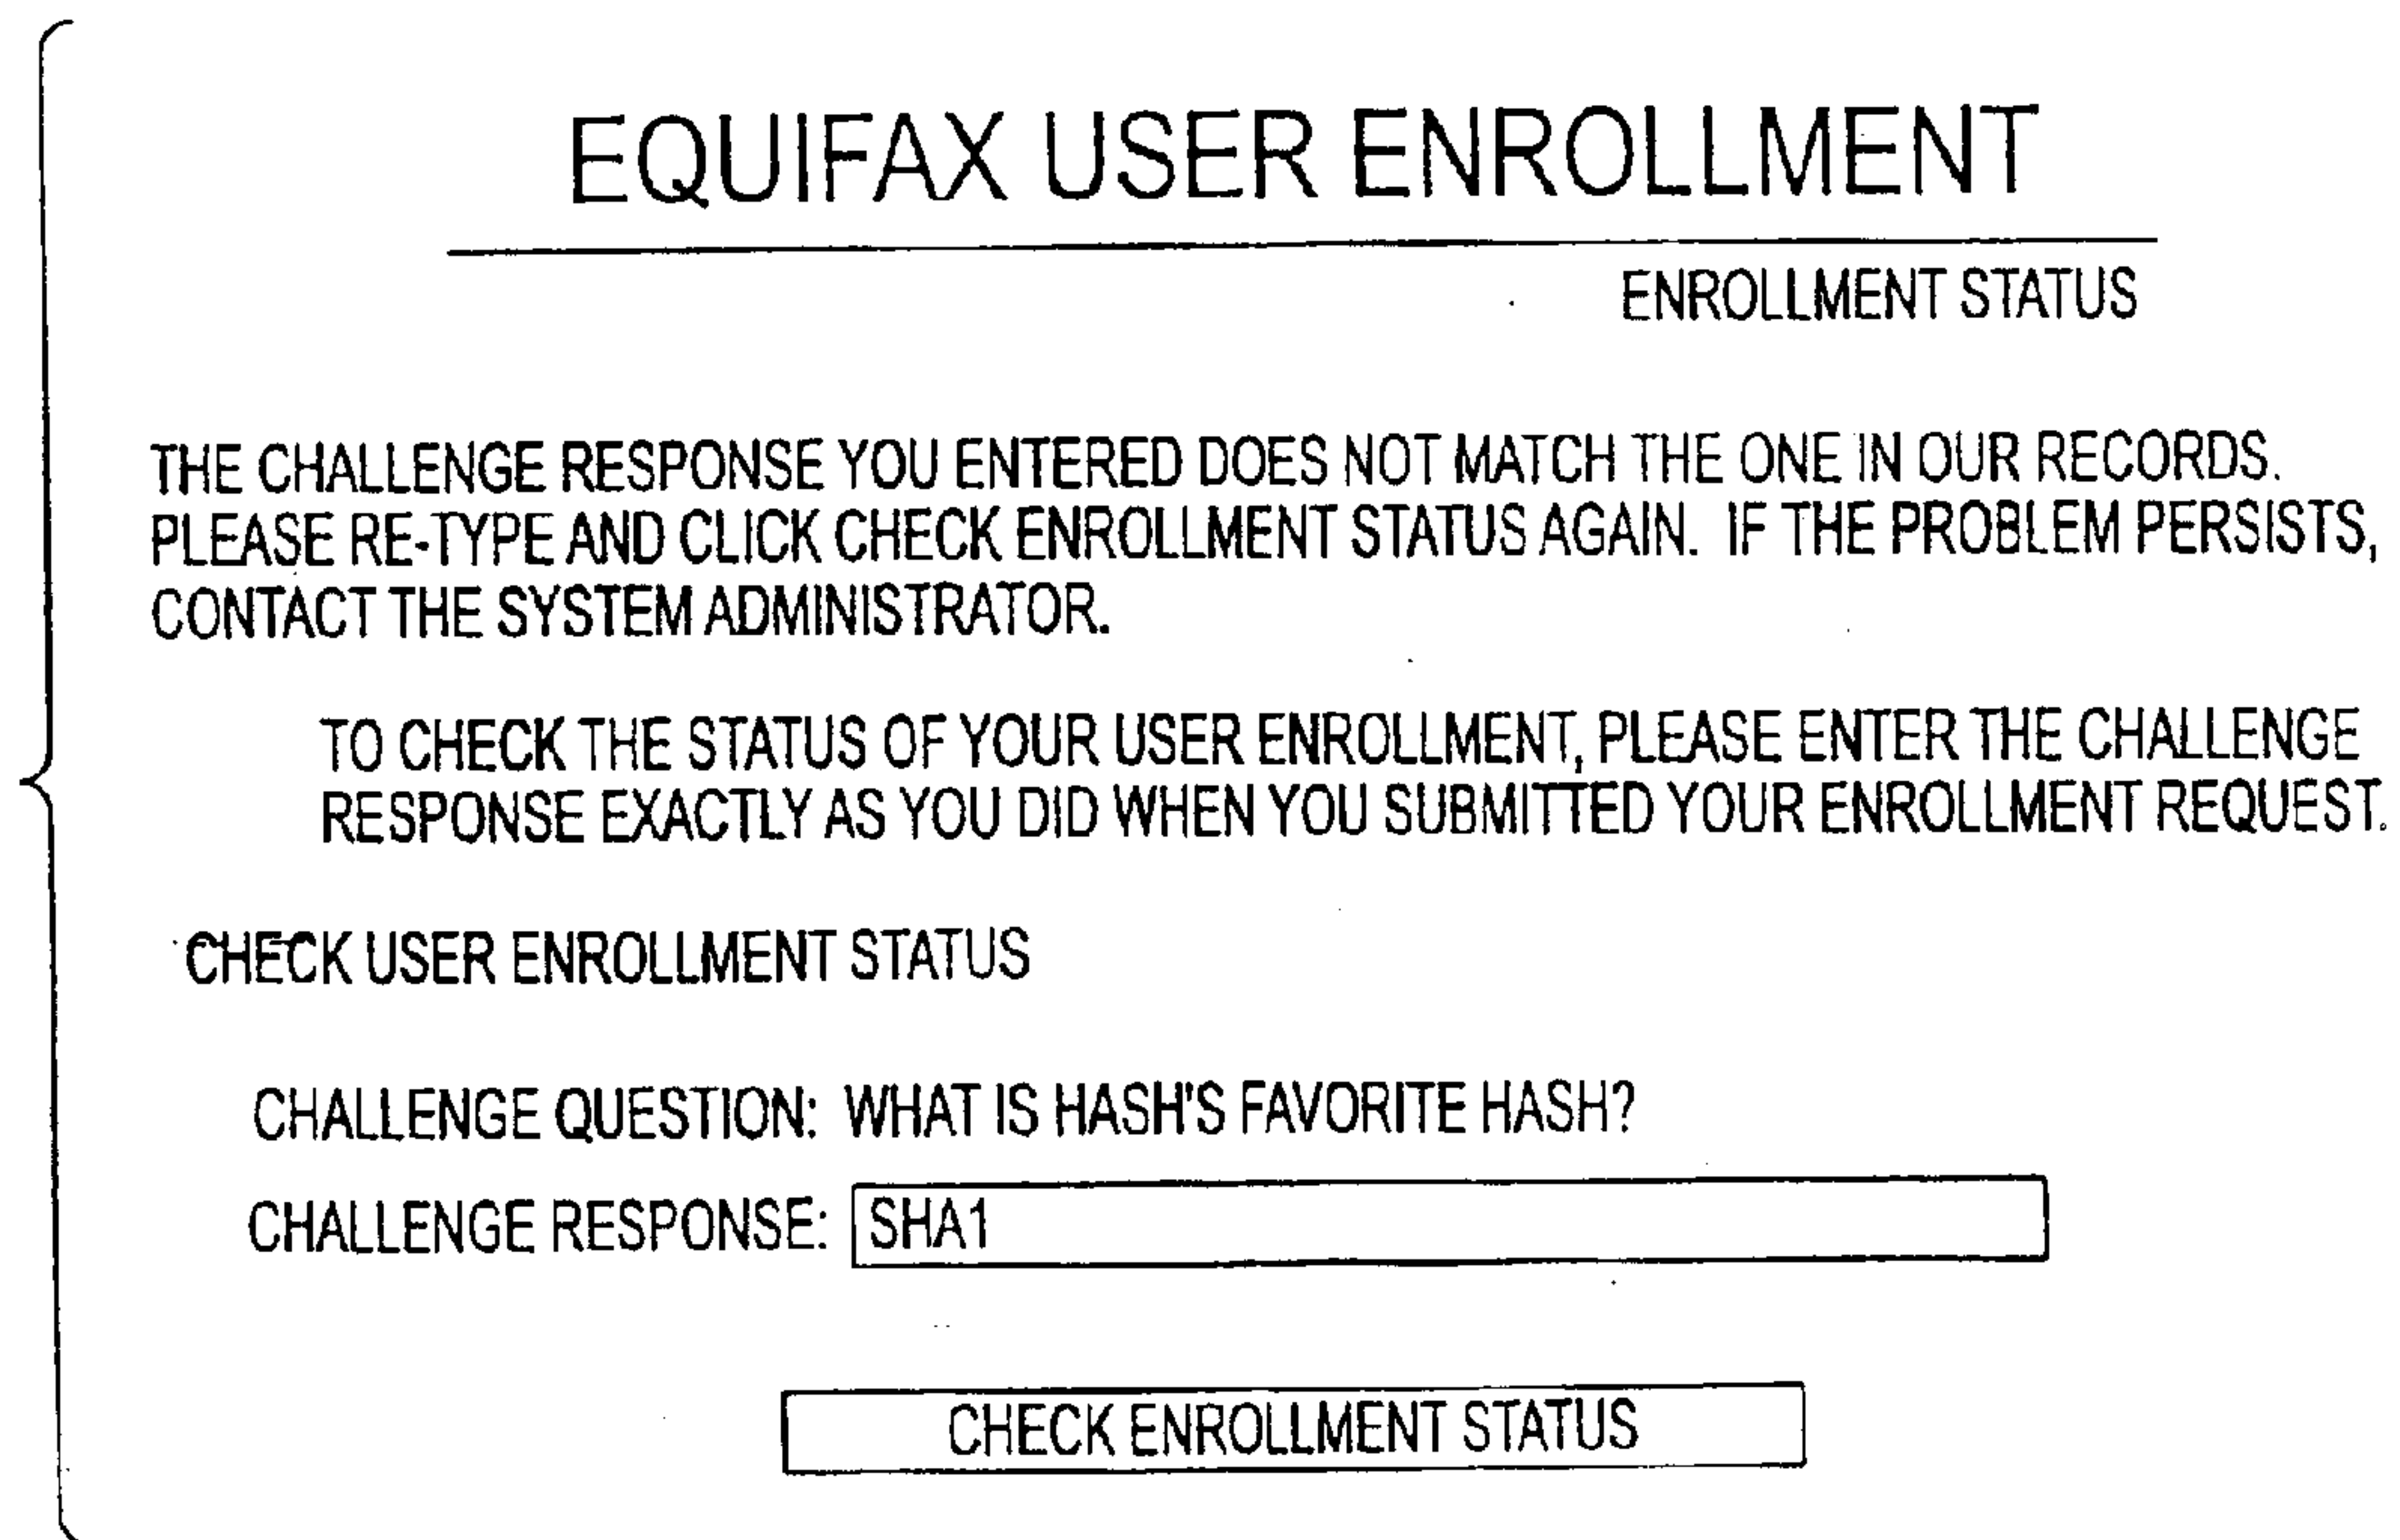 EQUIFAX USER ENROLLMENT
ENROLLMENT STATUS
THE CHALLENGE RESPONSE YOU ENTERED DOES NOT MATCH THE ONE IN OUR RECORDS.
PLEASE RE-TYPE AND CLICK CHECK ENROLLMENT STATUS AGAIN. IF THE PROBLEM PERSISTS,
CONTACT THE SYSTEM ADMINISTRATOR.
TO CHECK THE STATUS OF YOUR USER ENROLLMENT, PLEASE ENTER THE CHALLENGE
RESPONSE EXACTLY AS YOU DID WHEN YOU SUBMITTED YOUR ENROLLMENT REQUEST.
CHECK USER ENROLLMENT STATUS
CHALLENGE QUESTION: WHAT IS HASH'S FAVORITE HASH?
CHALLENGE RESPONSE: SHA1
CHECK ENROLLMENT STATUS